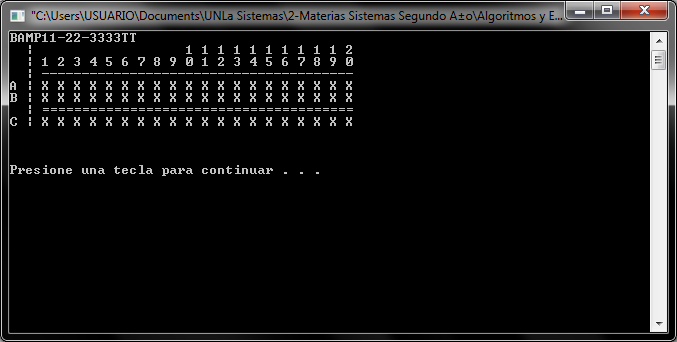 "C:\Users\USUARIO\Documents\UNLa Sistemas\2-Materias Sistemas Segundo A±o\Algoritmos y E...
BAMP11-22-3333TT
  ¦                   1 1 1 1 1 1 1 1 1 1 2
  ¦ 1 2 3 4 5 6 7 8 9 0 1 2 3 4 5 6 7 8 9 0
  ¦ ---------------------------------------
A ¦ X X X X X X X X X X X X X X X X X X X X
B ¦ X X X X X X X X X X X X X X X X X X X X
  ¦ =======================================
C ¦ X X X X X X X X X X X X X X X X X X X X
Presione una tecla para continuar . . .